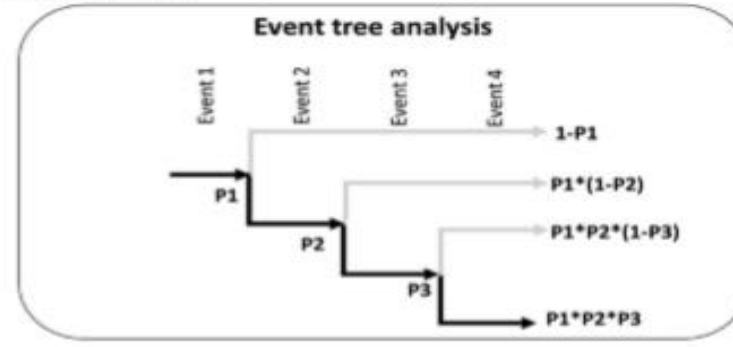 Event tree analysis
Event 1
Event 2
Event 3
Event 4
1-P1
P1
P1*(1-P2)
P2
P1*P2*(1-P3)
P3
P1*P2*P3